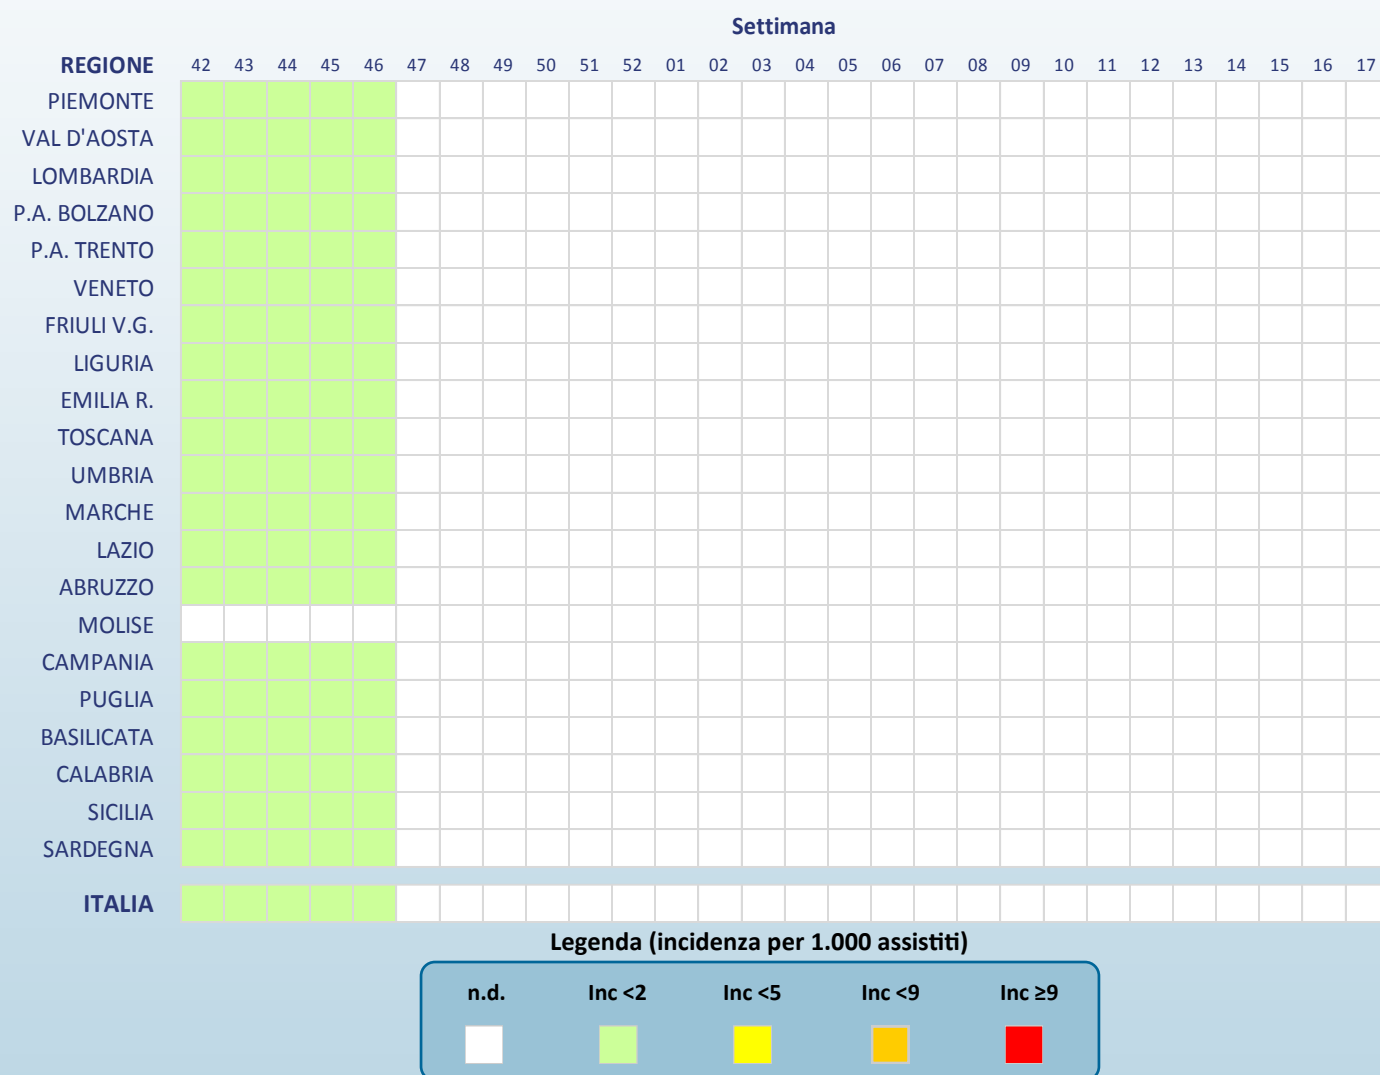 Settimana
REGIONE 42 43 44 45 46 47 48 49 50 51 52 01 02 03 04 05 06 07 08 09 10 11 12 13 14 15 16 17
PIEMONTE
VAL D'AOSTA
LOMBARDIA
P.A. BOLZANO
P.A. TRENTO
VENETO
FRIULI V.G.
LIGURIA
EMILIA R.
TOSCANA
UMBRIA
MARCHE
LAZIO
ABRUZZO
MOLISE
CAMPANIA
PUGLIA
BASILICATA
CALABRIA
SICILIA
SARDEGNA
ITALIA
Legenda (incidenza per 1.000 assistiti)
n.d. Inc <2 Inc <5 Inc <9 Inc ≥9